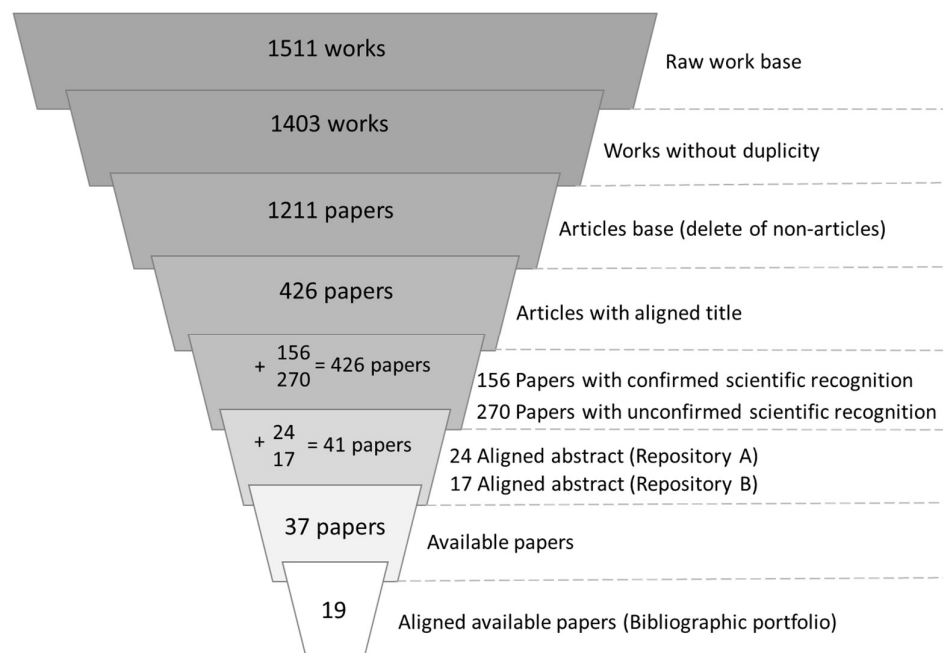 1511 works
Raw work base
1403 works
Works without duplicity
1211 papers
Articles base (delete of non-articles)
426 papers
Articles with aligned title
+ 156 270 = 426 papers
156 Papers with confirmed scientific recognition
270 Papers with unconfirmed scientific recognition
+ 24 17 = 41 papers
24 Aligned abstract (Repository A)
17 Aligned abstract (Repository B)
37 papers
Available papers
19
Aligned available papers (Bibliographic portfolio)